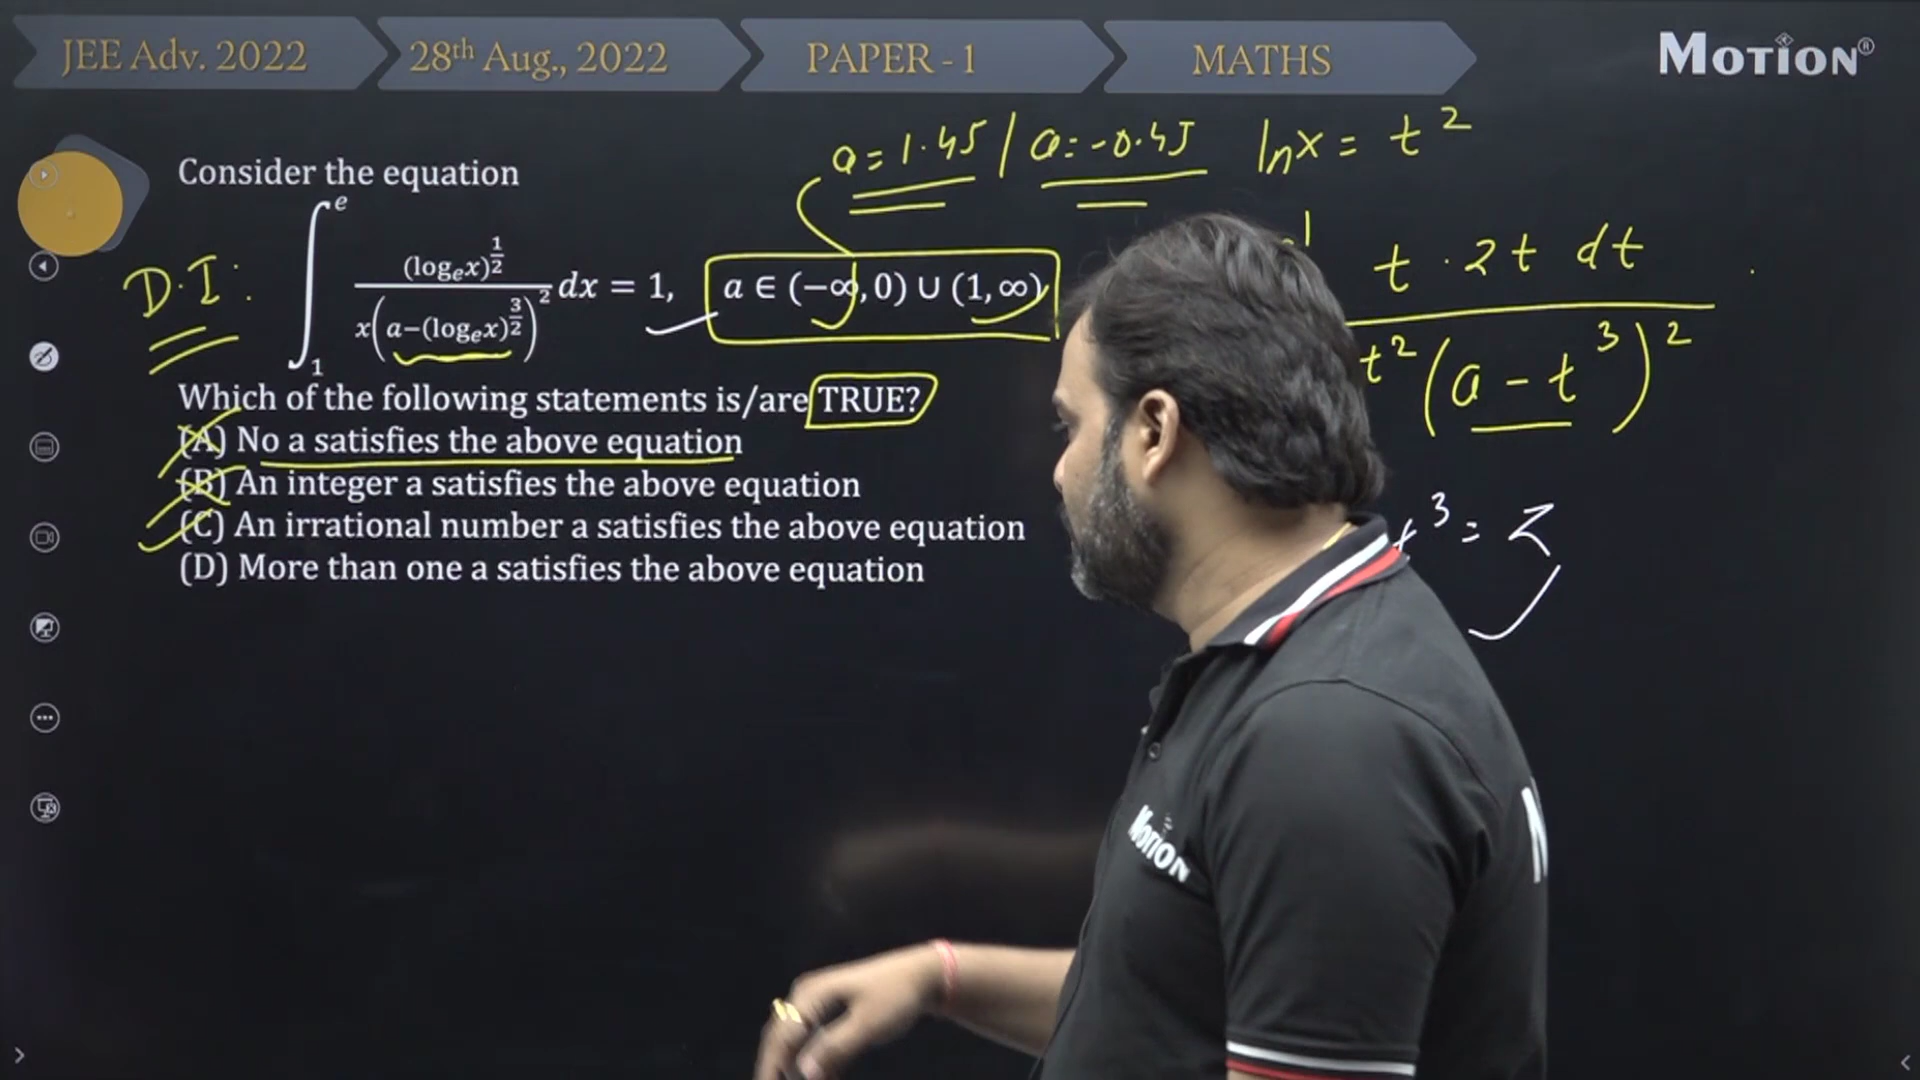 JEE Adv. 2022 28th Aug., 2022 PAPER - 1 MATHS MOTION®
a = 1.45 / a = -0.45 lnx = t²
Consider the equation
D.I: ∫₁ᵉ (logₑx)^(1/2) / x(a−(logₑx)^(3/2))² dx = 1, a ∈ (−∞, 0) ∪ (1, ∞)
t · 2t dt
t² (a − t³)²
Which of the following statements is/are TRUE?
(A) No a satisfies the above equation
(B) An integer a satisfies the above equation
(C) An irrational number a satisfies the above equation
(D) More than one a satisfies the above equation
t³ = z
MOTION